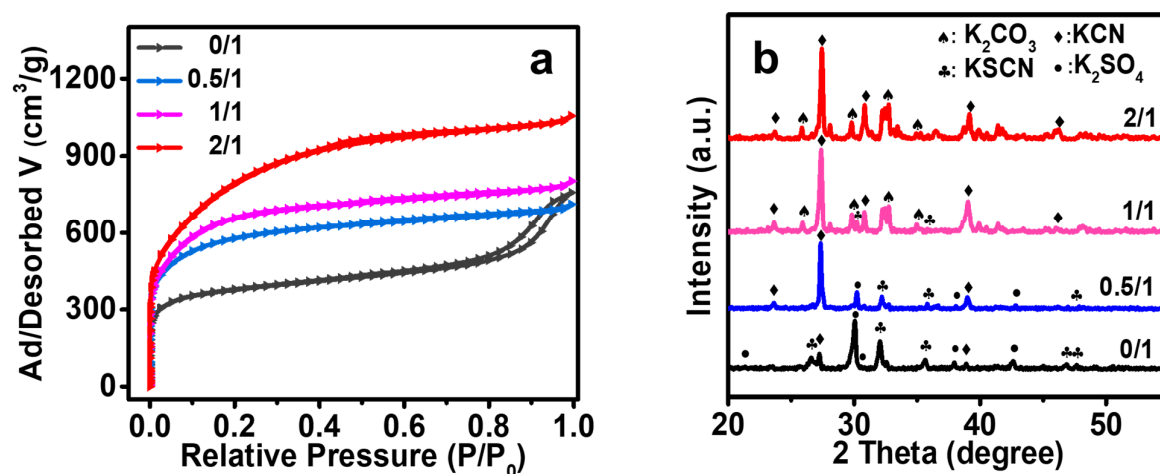 a
0/1
0.5/1
1/1
2/1
1200
900
600
300
0
Ad/Desorbed V (cm³/g)
0.0 0.2 0.4 0.6 0.8 1.0
Relative Pressure (P/P₀)
b
♠: K₂CO₃ ♦:KCN
♣: KSCN •:K₂SO₄
2/1
1/1
0.5/1
0/1
Intensity (a.u.)
20 30 40 50
2 Theta (degree)